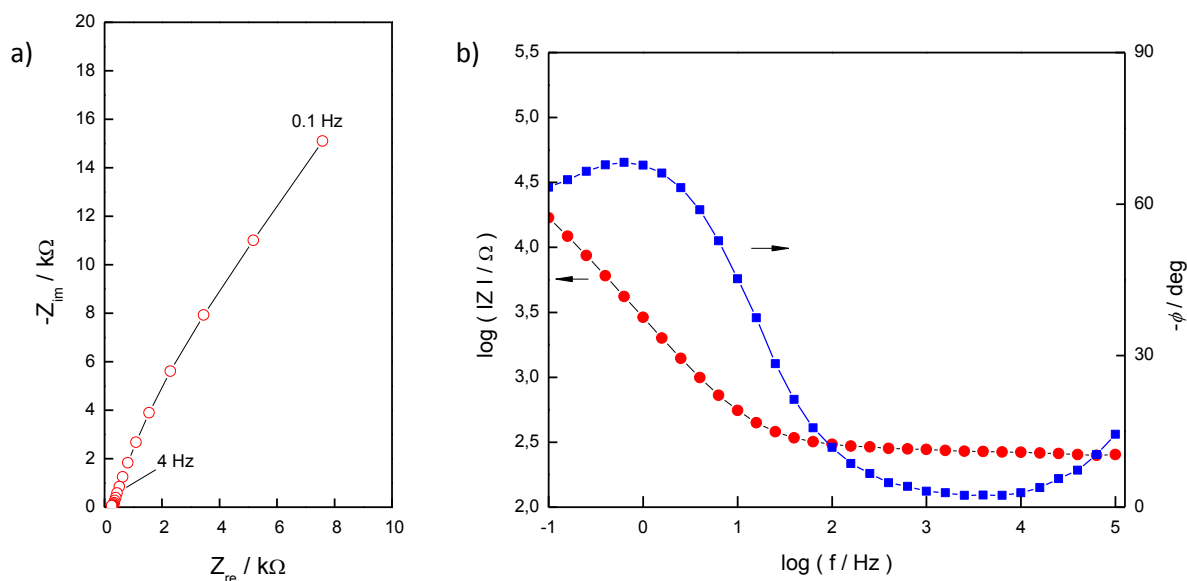 a)
20
18
16
14
12
10
8
6
4
2
0
0 2 4 6 8 10
-Z_im / kΩ
Z_re / kΩ
0.1 Hz
4 Hz
b)
5,5
5,0
4,5
4,0
3,5
3,0
2,5
2,0
-1 0 1 2 3 4 5
log ( IZ I / Ω )
log ( f / Hz )
90
60
30
0
-ϕ / deg